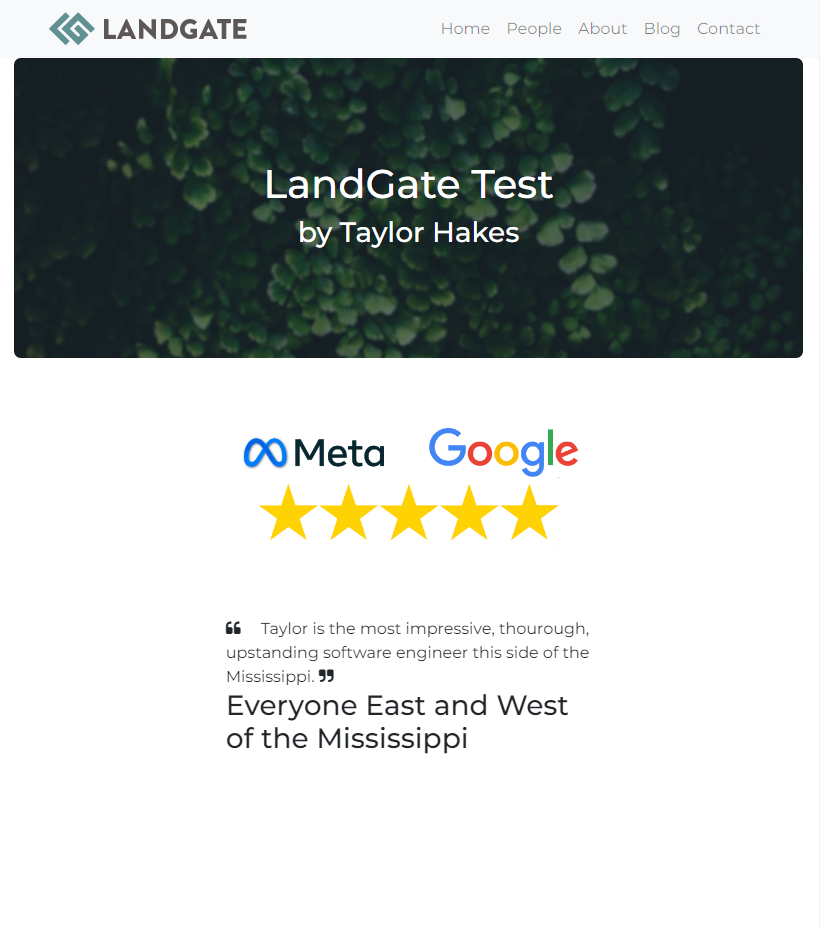 LANDGATE
Home People About Blog Contact
LandGate Test
by Taylor Hakes
Meta Google
❝ Taylor is the most impressive, thourough,
upstanding software engineer this side of the
Mississippi. ❞
Everyone East and West
of the Mississippi